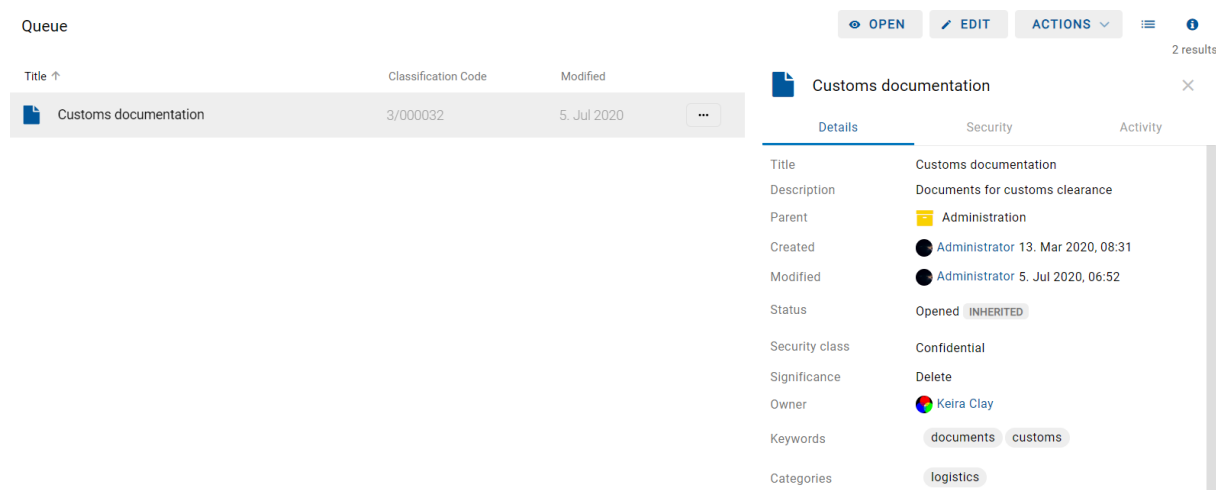 Queue
OPEN
EDIT
ACTIONS
2 results
Title
Classification Code
Modified
Customs documentation
3/000032
5. Jul 2020
Customs documentation
Details
Security
Activity
Title Customs documentation
Description Documents for customs clearance
Parent Administration
Created Administrator 13. Mar 2020, 08:31
Modified Administrator 5. Jul 2020, 06:52
Status Opened INHERITED
Security class Confidential
Significance Delete
Owner Keira Clay
Keywords documents customs
Categories logistics